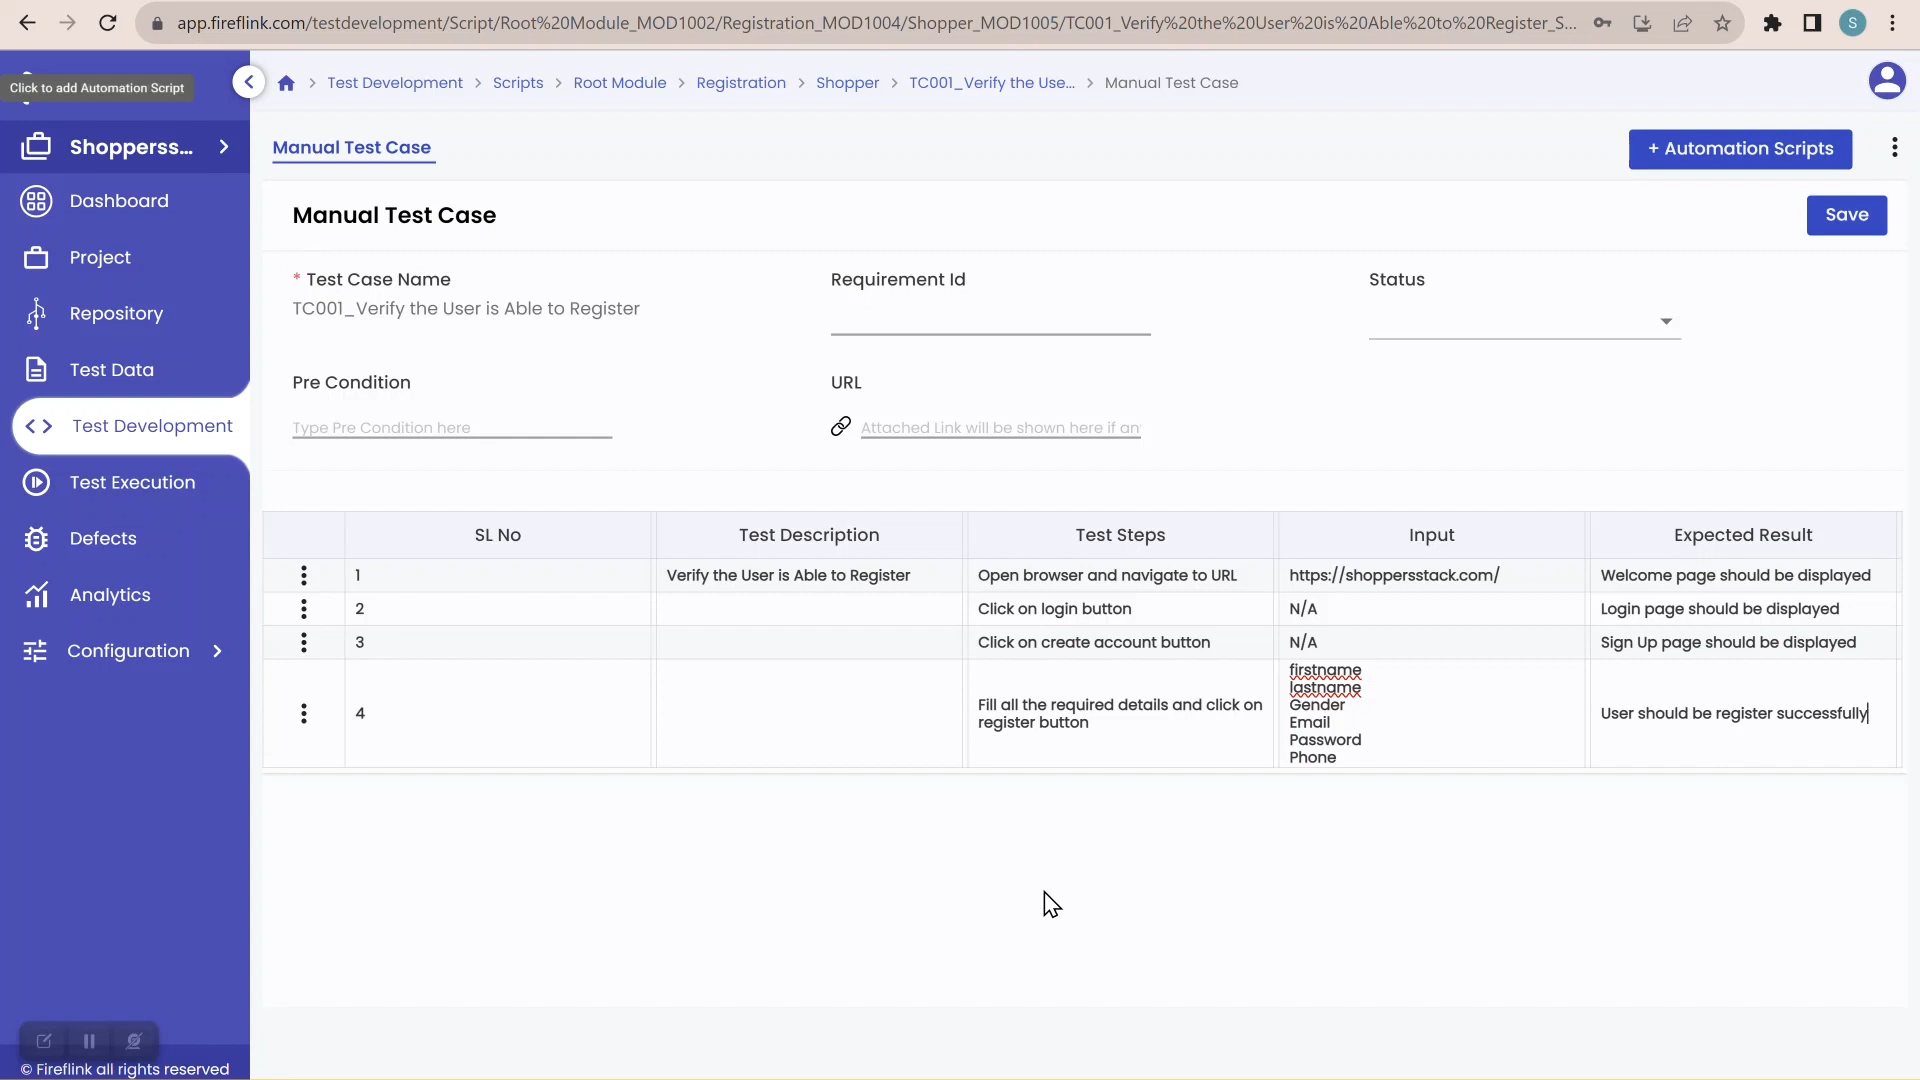 app.fireflink.com/testdevelopment/Script/Root%20Module_MOD1002/Registration_MOD1004/Shopper_MOD1005/TC001_Verify%20the%20User%20is%20Able%20to%20Register_S...
S
Click to add Automation Script
Test Development > Scripts > Root Module > Registration > Shopper > TC001_Verify the Use... > Manual Test Case
Shopperss...
Dashboard
Project
Repository
Test Data
Test Development
Test Execution
Defects
Analytics
Configuration
© Fireflink all rights reserved
Manual Test Case
+ Automation Scripts
Manual Test Case
Save
* Test Case Name
TC001_Verify the User is Able to Register
Requirement Id
Status
Pre Condition
Type Pre Condition here
URL
Attached Link will be shown here if an
SL No Test Description Test Steps Input Expected Result
1 Verify the User is Able to Register Open browser and navigate to URL https://shoppersstack.com/ Welcome page should be displayed
2 Click on login button N/A Login page should be displayed
3 Click on create account button N/A Sign Up page should be displayed
4
Fill all the required details and click on
register button
firstname
lastname
Gender
Email
Password
Phone
User should be register successfully